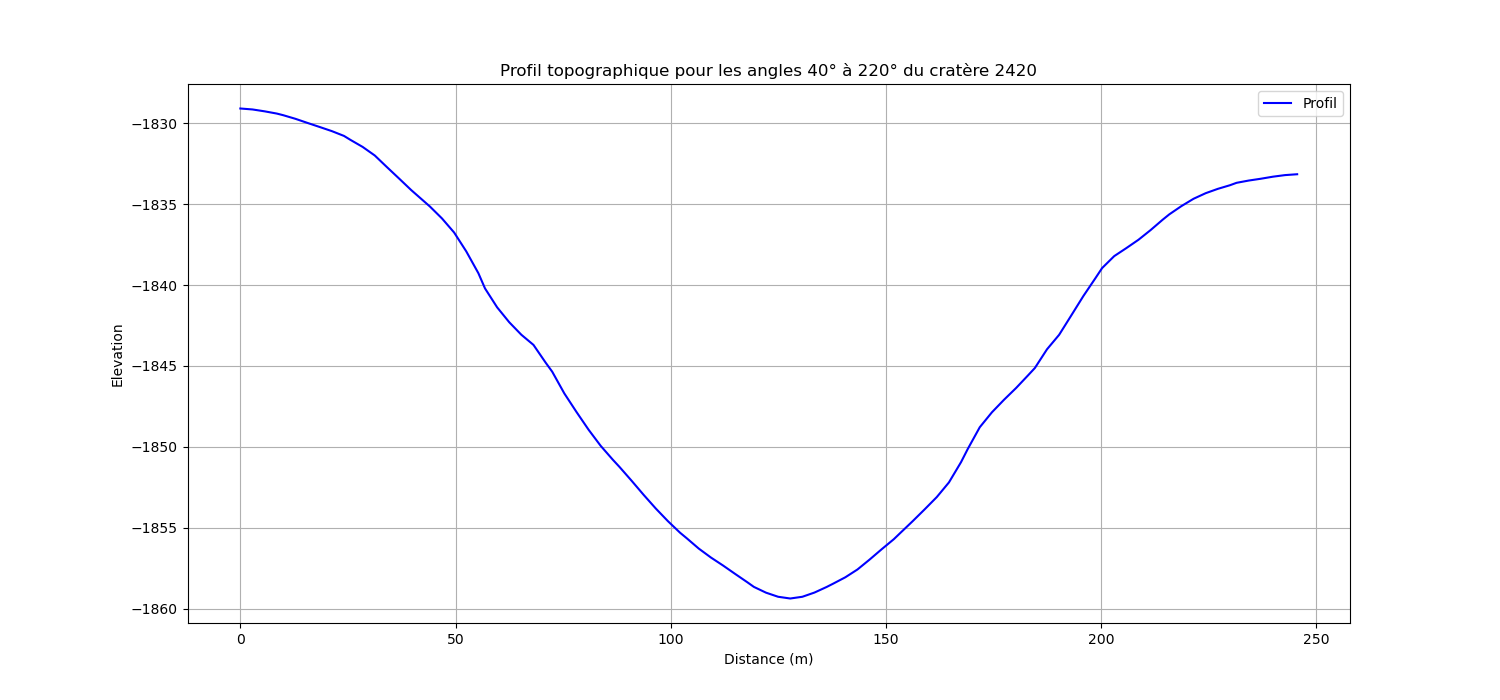 Profil topographique pour les angles 40° à 220° du cratère 2420
Profil
−1830
−1835
−1840
−1845
−1850
−1855
−1860
Elevation
0 50 100 150 200 250
Distance (m)